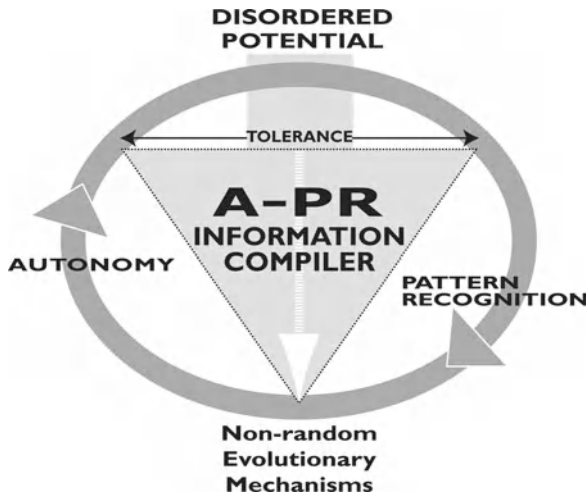 DISORDERED
POTENTIAL
TOLERANCE
A-PR
INFORMATION
COMPILER
AUTONOMY
PATTERN
RECOGNITION
Non-random
Evolutionary
Mechanisms